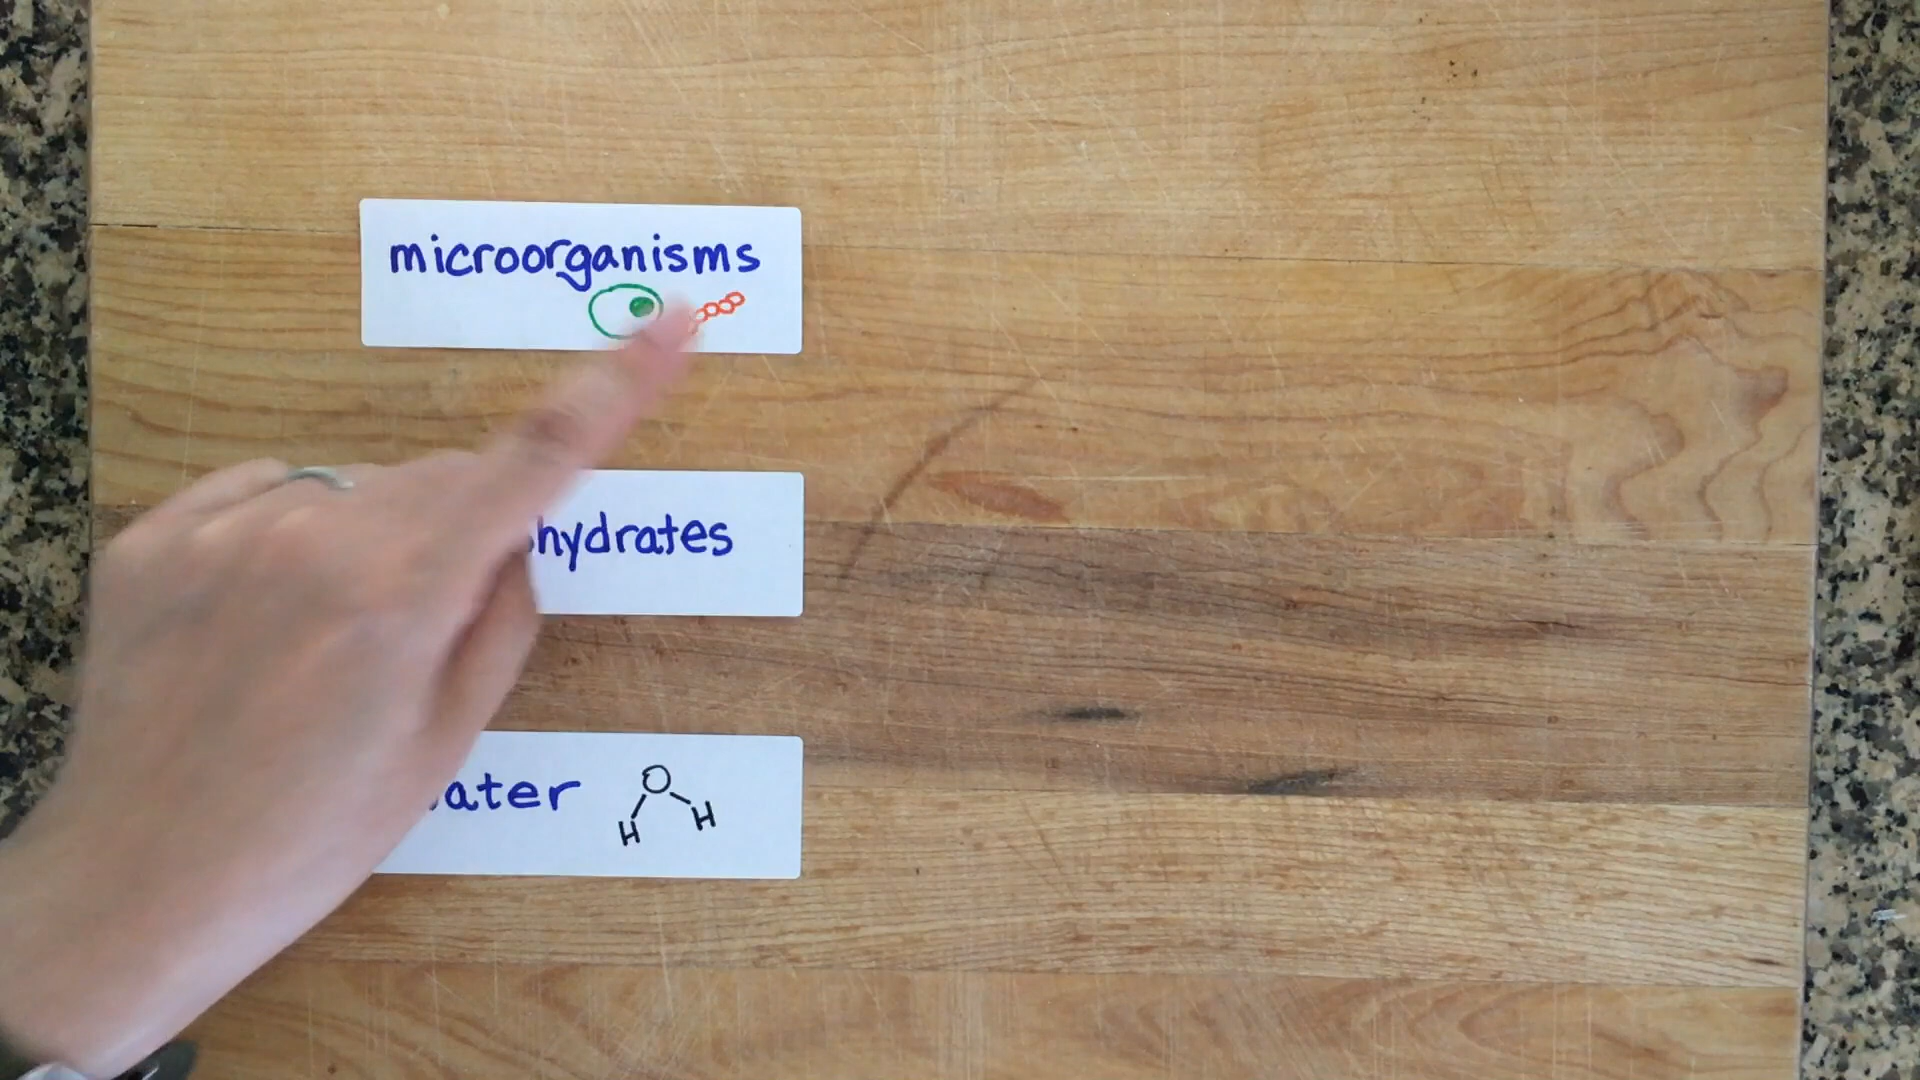 microorganisms
hydrates
ater
O
H H